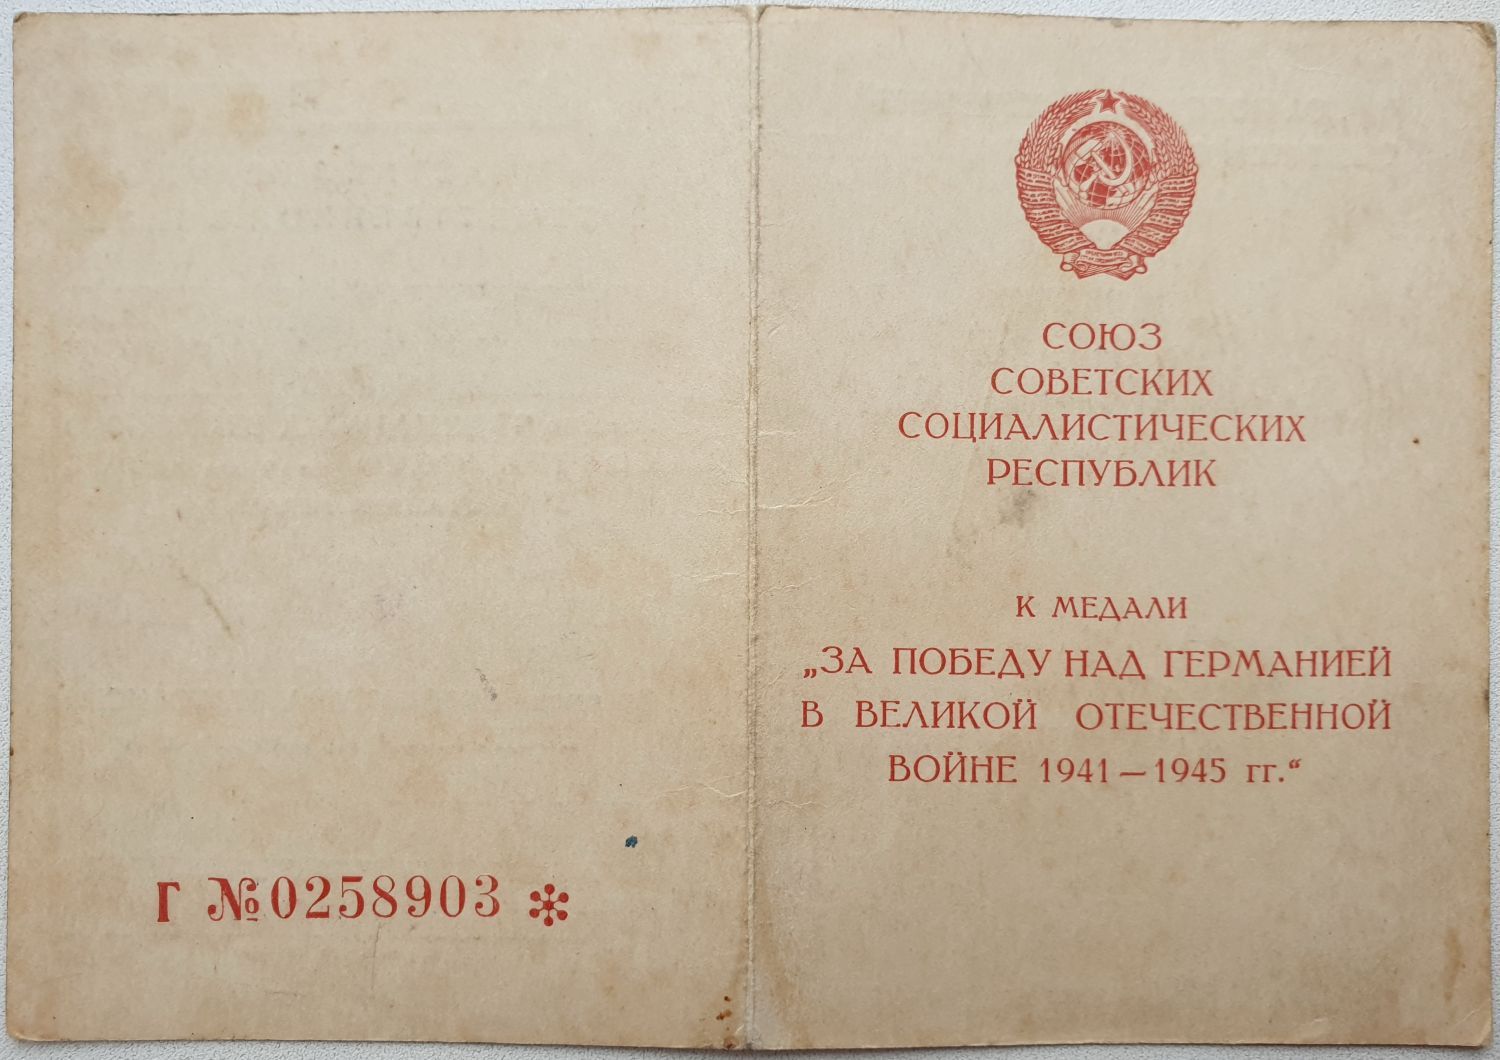 Г №0258903
СОЮЗ
СОВЕТСКИХ
СОЦИАЛИСТИЧЕСКИХ
РЕСПУБЛИК
К МЕДАЛИ
„ЗА ПОБЕДУ НАД ГЕРМАНИЕЙ
В ВЕЛИКОЙ ОТЕЧЕСТВЕННОЙ
ВОЙНЕ 1941—1945 гг.“